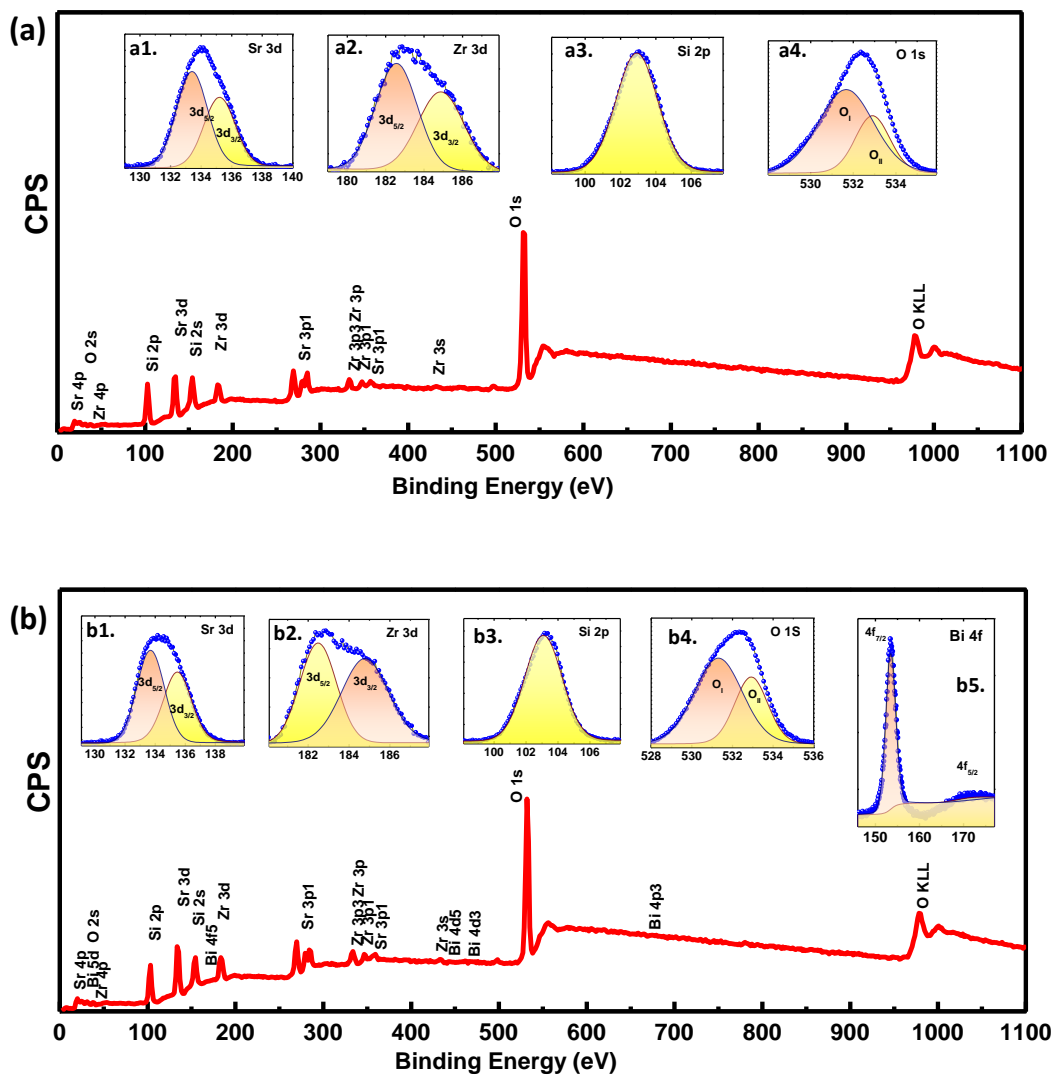 (a)
a1.
Sr 3d
3d5/2
3d3/2
130 132 134 136 138 140
a2.
Zr 3d
3d5/2
3d3/2
180 182 184 186
a3.
Si 2p
100 102 104 106
a4.
O 1s
OI
OII
530 532 534
CPS
Sr 4p
O 2s
Zr 4p
Si 2p
Sr 3d
Si 2s
Zr 3d
Sr 3p1
Zr 3p3
Zr 3p
Zr 3p1
Sr 3p1
Zr 3s
O 1s
O KLL
0 100 200 300 400 500 600 700 800 900 1000 1100
Binding Energy (eV)
(b)
b1.
Sr 3d
3d5/2
3d3/2
130 132 134 136 138
b2.
Zr 3d
3d5/2
3d3/2
182 184 186
b3.
Si 2p
100 102 104 106
b4.
O 1S
OI
OII
528 530 532 534 536
4f7/2
Bi 4f
b5.
4f5/2
150 160 170
CPS
Sr 4p
Bi 5d
O 2s
Zr 4p
Si 2p
Sr 3d
Si 2s
Bi 4f5
Zr 3d
Sr 3p1
Zr 3p3
Zr 3p
Zr 3p1
Sr 3p1
Zr 3s
Bi 4d5
Bi 4d3
O 1s
Bi 4p3
O KLL
0 100 200 300 400 500 600 700 800 900 1000 1100
Binding Energy (eV)